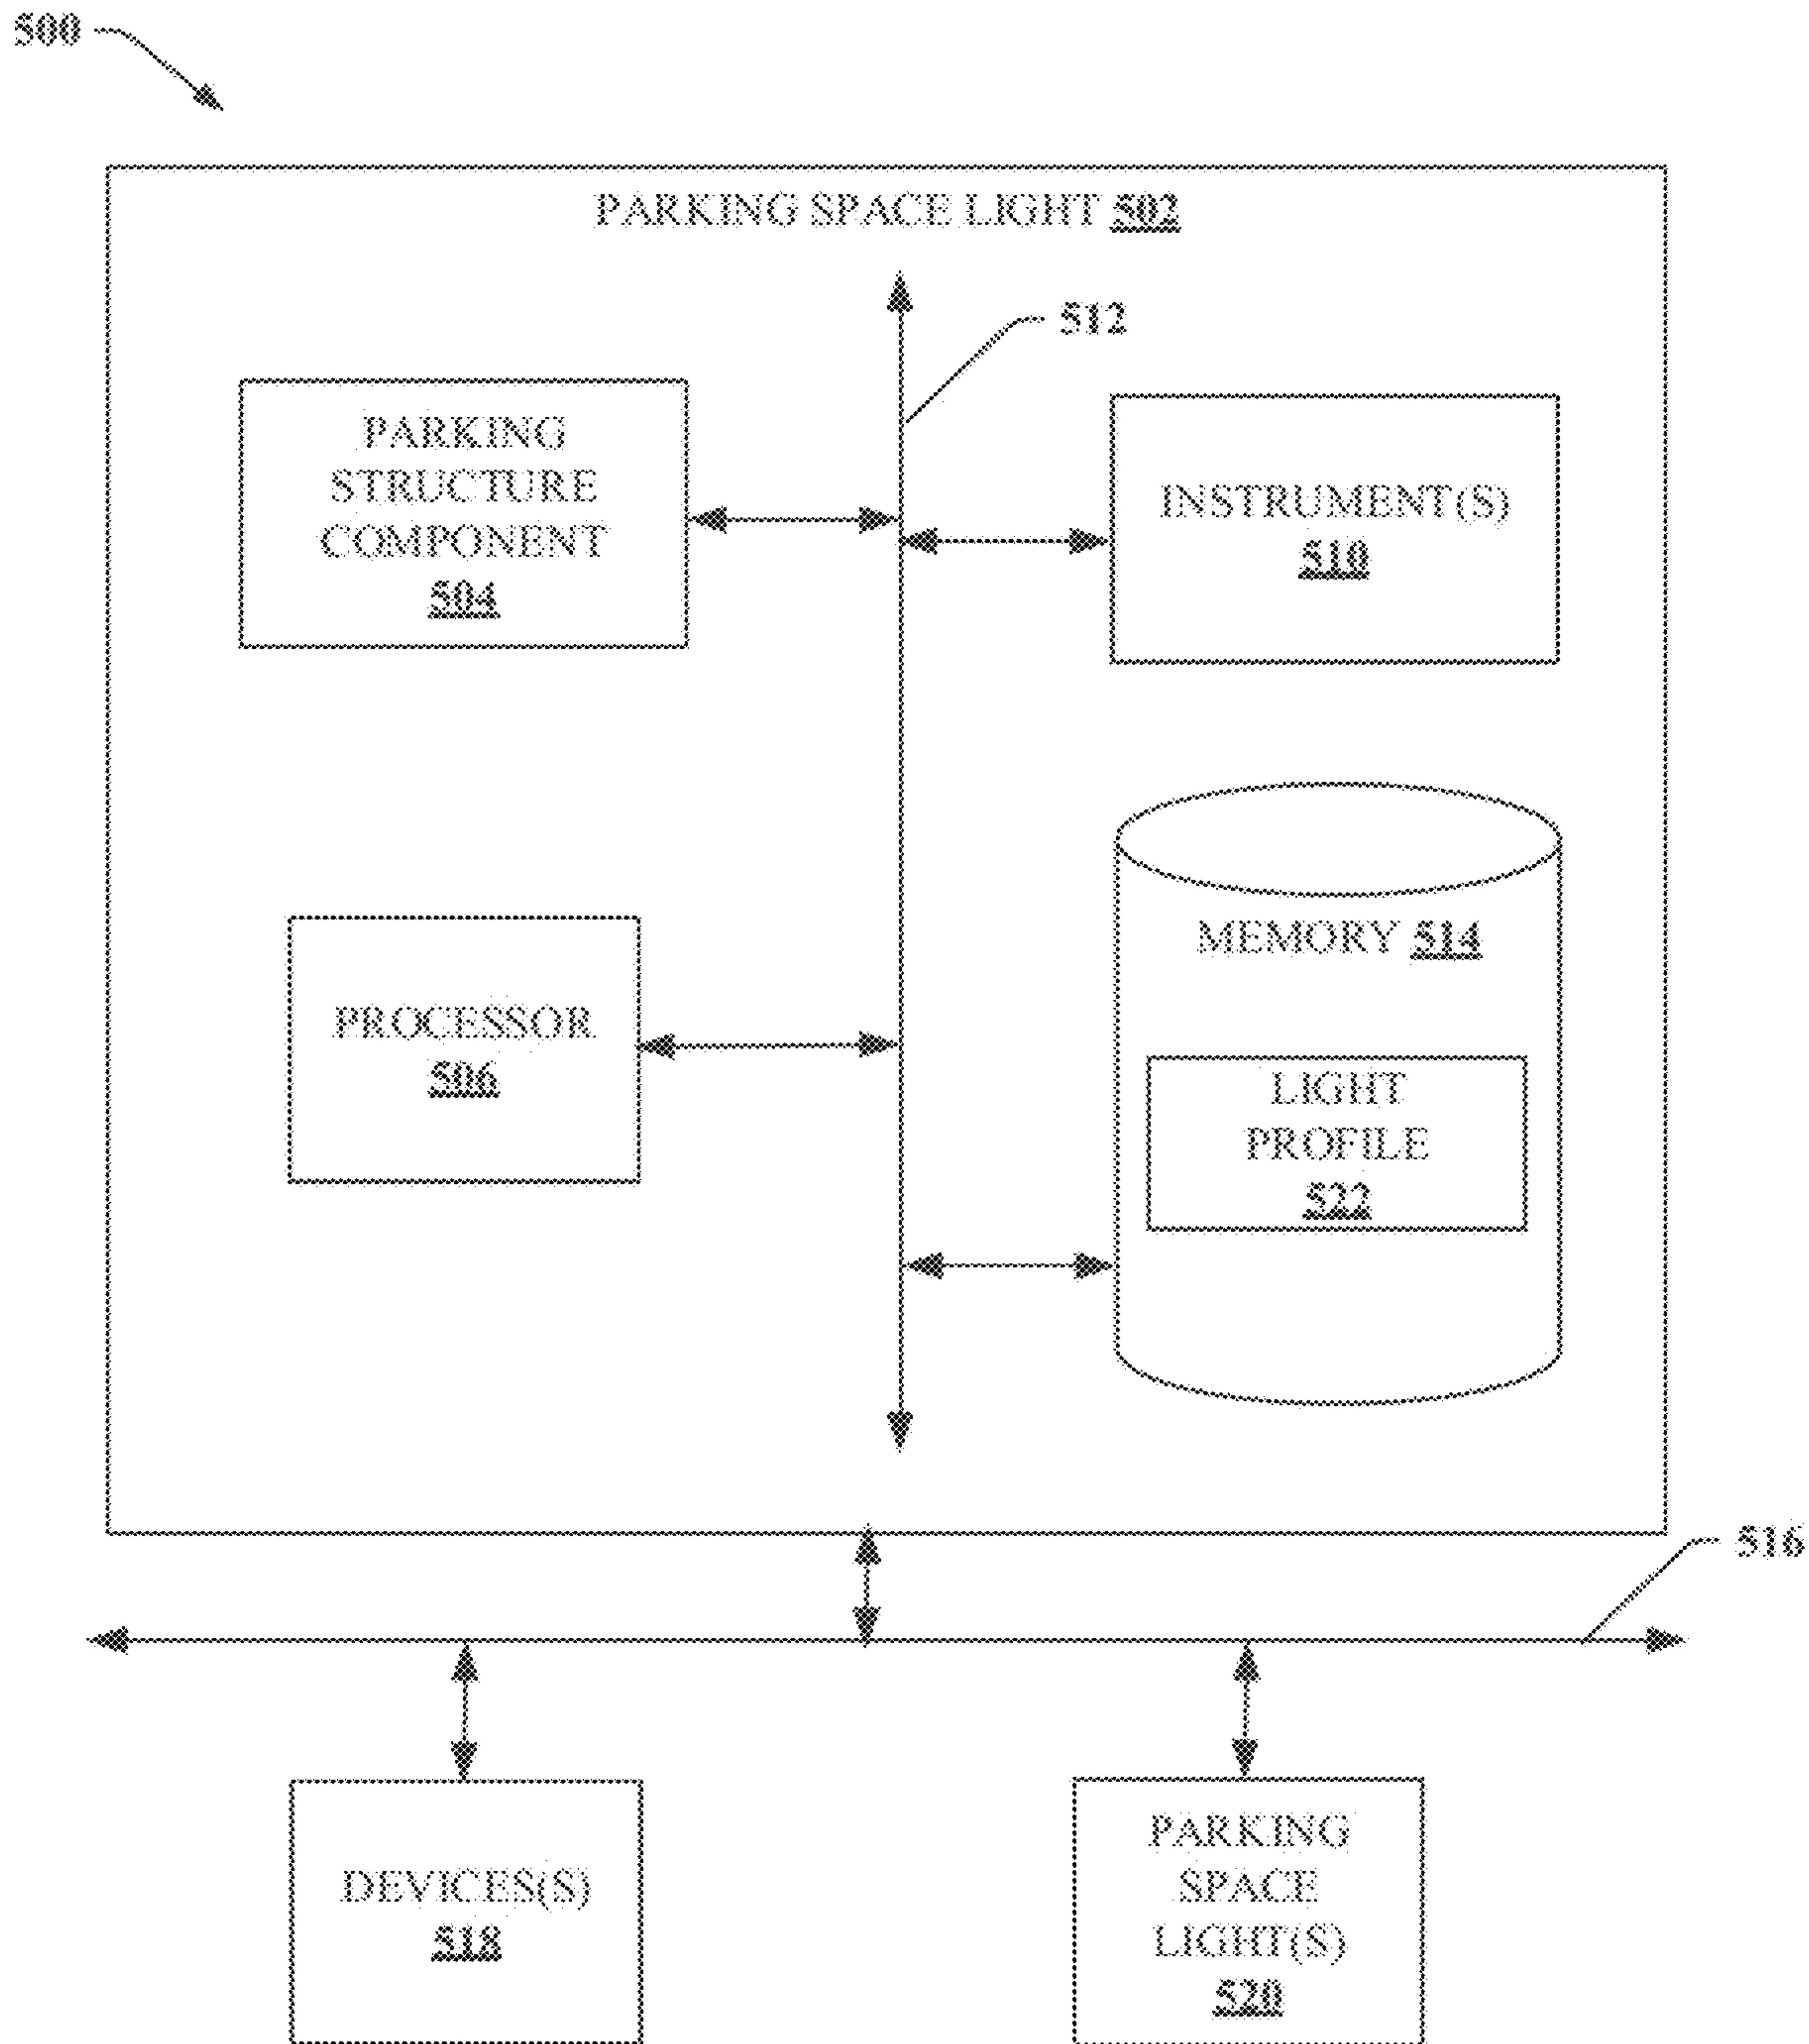 500
PARKING SPACE LIGHT 502
512
PARKING
STRUCTURE
COMPONENT
504
INSTRUMENT(S)
510
MEMORY 514
PROCESSOR
506
LIGHT
PROFILE
522
516
DEVICES(S)
518
PARKING
SPACE
LIGHT(S)
520